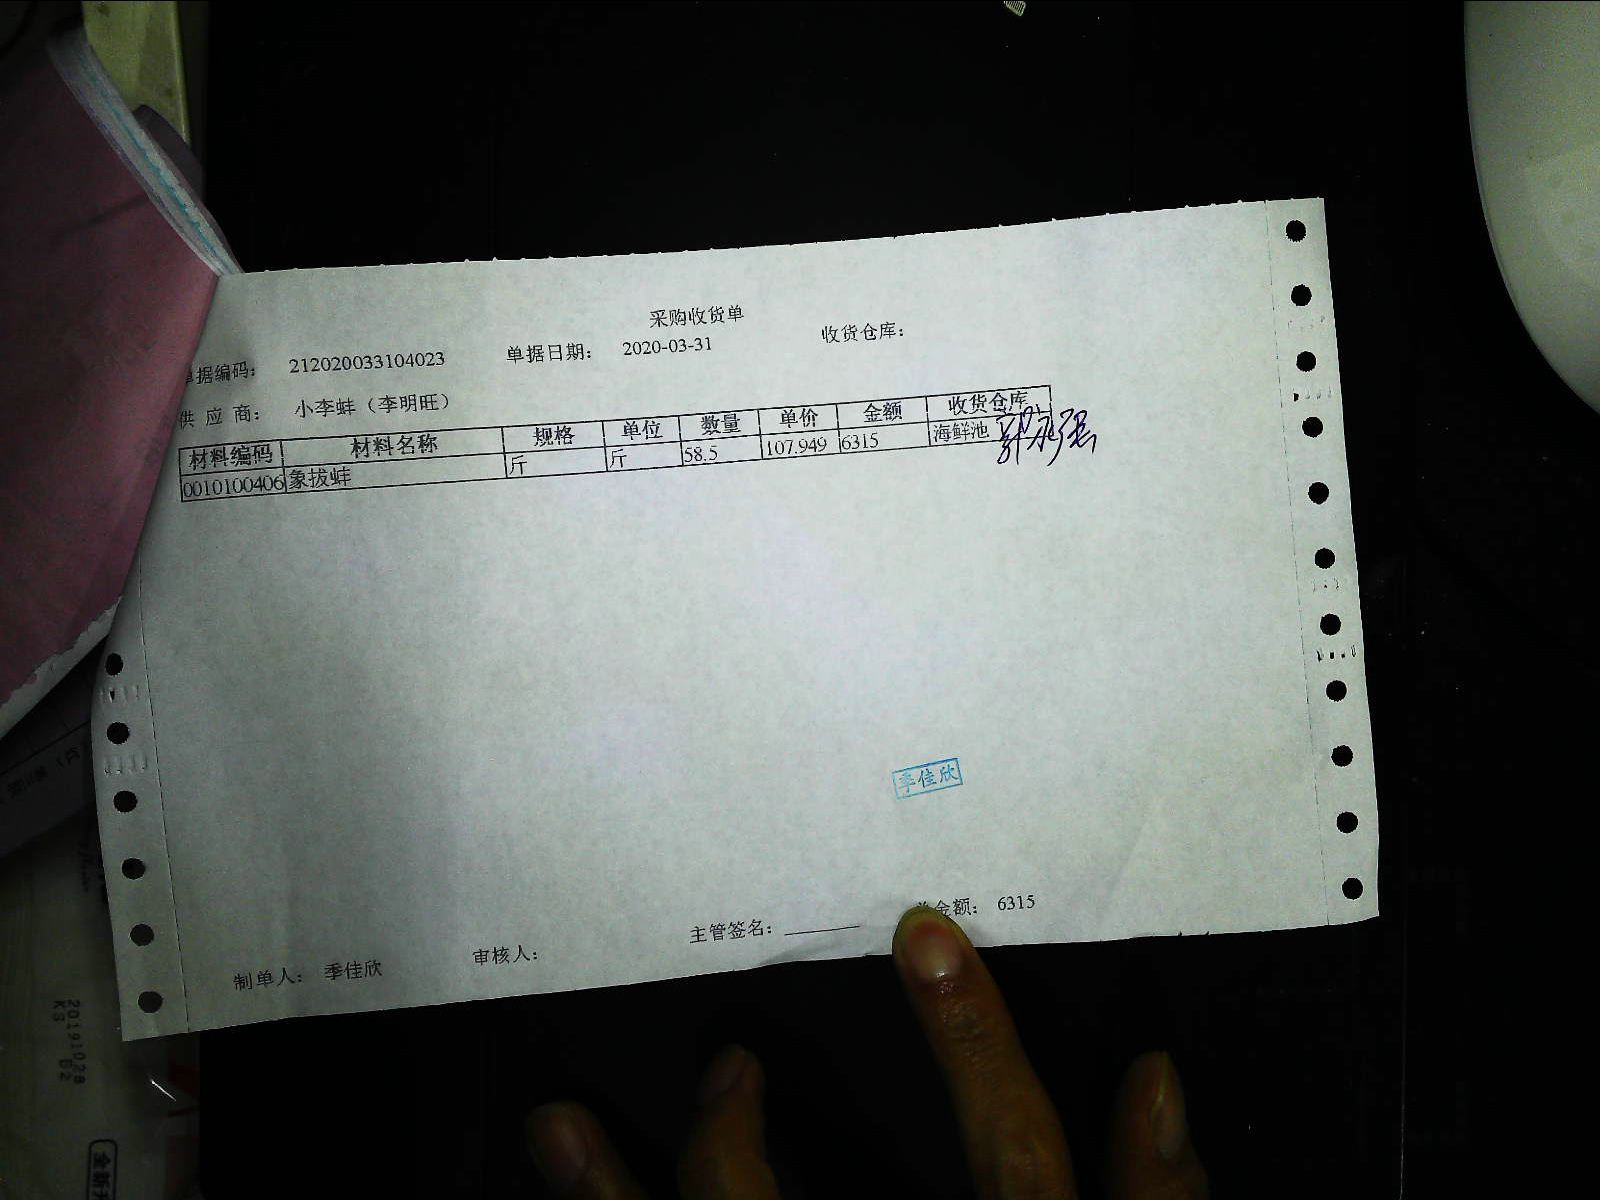 采购收货单
单据编码： 212020033104023 单据日期： 2020-03-31 收货仓库：
供 应 商： 小李蚌（李明旺）
材料编码 材料名称 规格 单位 数量 单价 金额 收货仓库
0010100406 象拔蚌 斤 斤 58.5 107.949 6315 海鲜池
季佳欣
制单人： 季佳欣 审核人： 主管签名： 总金额： 6315
20191028
KS B2